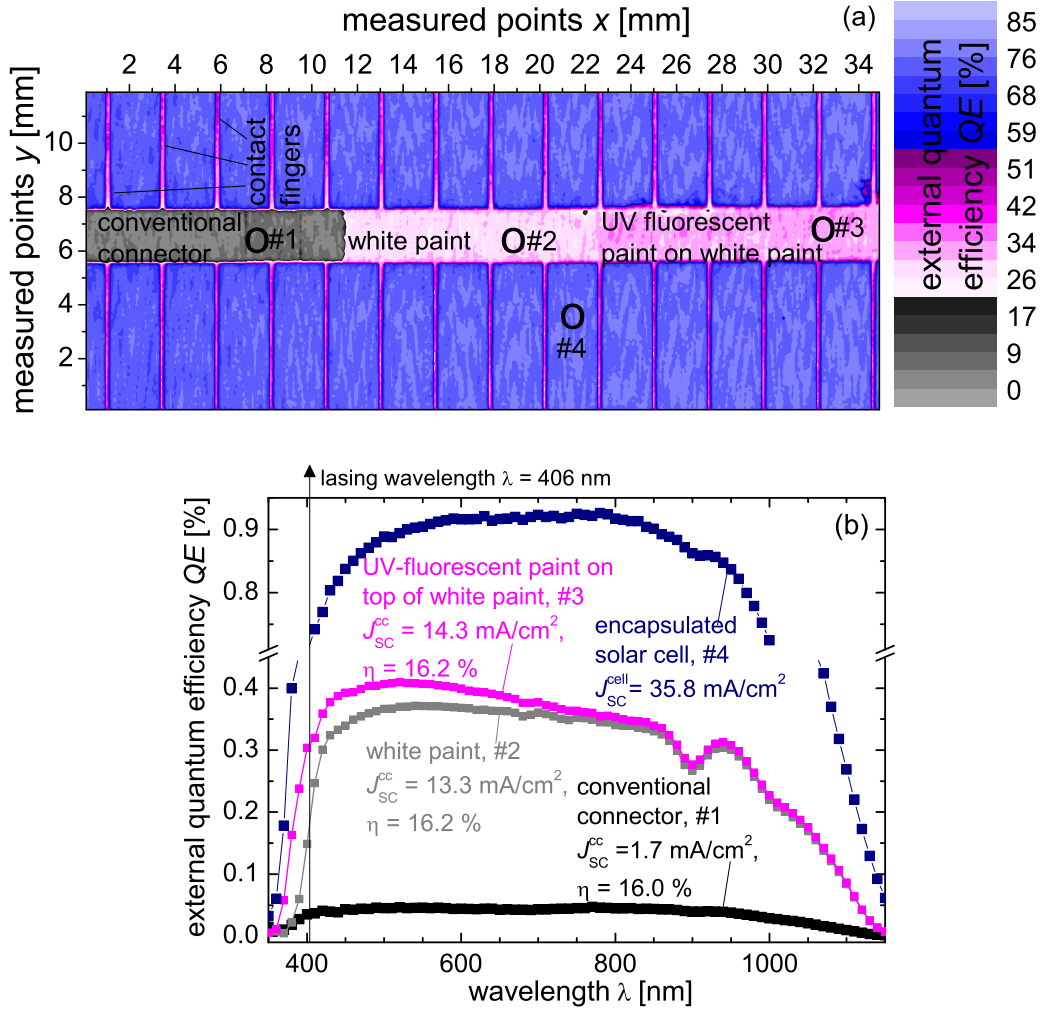 measured points x [mm]
(a)
2 4 6 8 10 12 14 16 18 20 22 24 26 28 30 32 34
measured points y [mm]
10
8
6
4
2
contact
fingers
conventional
connector
#1
white paint
#2
UV fluorescent
paint on white paint
#3
#4
external quantum
efficiency QE [%]
85
76
68
59
51
42
34
26
17
9
0
lasing wavelength λ = 406 nm
(b)
external quantum efficiency QE [%]
0.9
0.8
0.4
0.3
0.2
0.1
0.0
UV-fluorescent paint on
top of white paint, #3
J_SC^cc = 14.3 mA/cm²,
η = 16.2 %
encapsulated
solar cell, #4
J_SC^cell = 35.8 mA/cm²
white paint, #2
J_SC^cc = 13.3 mA/cm²,
η = 16.2 %
conventional
connector, #1
J_SC^cc =1.7 mA/cm²,
η = 16.0 %
400 600 800 1000
wavelength λ [nm]